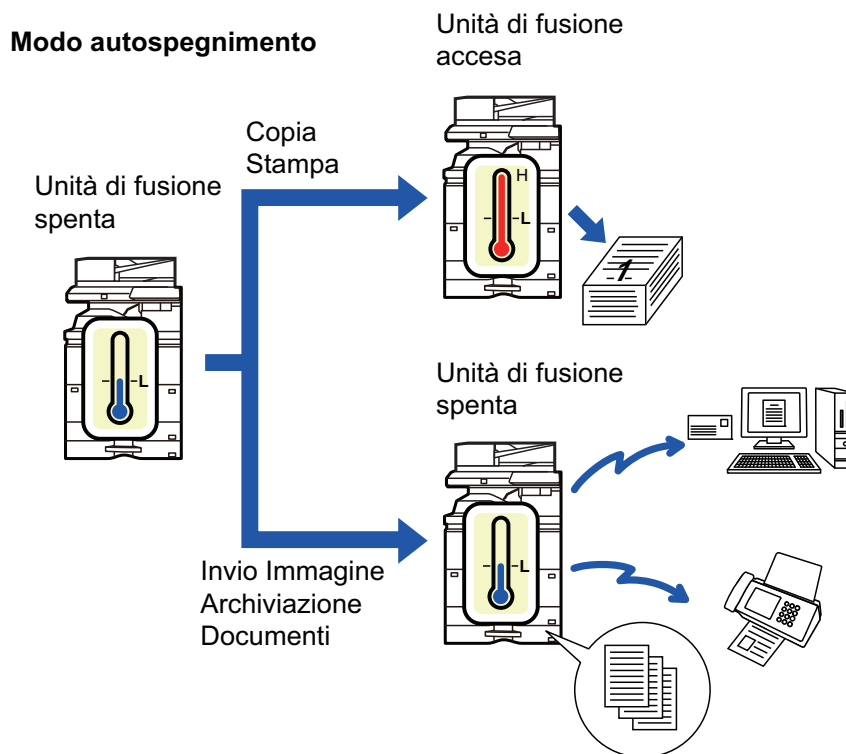 Modo autospegnimento
Unità di fusione
accesa
Copia
Stampa
Unità di fusione
spenta
H
L
L
1
Unità di fusione
spenta
L
Invio Immagine
Archiviazione
Documenti